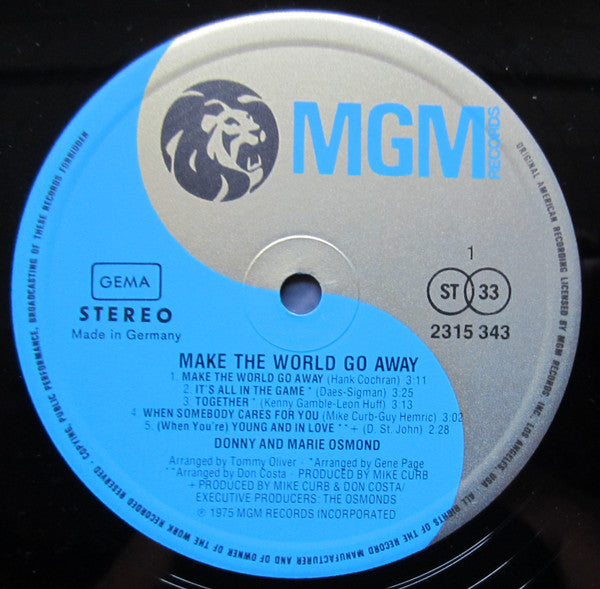 MGM
RECORDS
GEMA
STEREO
Made in Germany
1
ST 33
2315 343
MAKE THE WORLD GO AWAY
1. MAKE THE WORLD GO AWAY (Hank Cochran) 3:11
2. IT'S ALL IN THE GAME * (Daes-Sigman) 3:25
3. TOGETHER * (Kenny Gamble-Leon Huff) 3:13
4. WHEN SOMEBODY CARES FOR YOU (Mike Curb-Guy Hemric) 3:02
5. (When You're) YOUNG AND IN LOVE **+ (D. St. John) 2:28
DONNY AND MARIE OSMOND
Arranged by Tommy Oliver · *Arranged by Gene Page
**Arranged by Don Costa · PRODUCED BY MIKE CURB
+ PRODUCED BY MIKE CURB & DON COSTA/
EXECUTIVE PRODUCERS: THE OSMONDS
℗ 1975 MGM RECORDS INCORPORATED
ORIGINAL AMERICAN RECORDING LICENSED BY MGM RECORDS, INC. LOS ANGELES, USA · ALL RIGHTS OF THE RECORD MANUFACTURER AND OF OWNER OF THE WORK RECORDED RESERVED · COPYING, PUBLIC PERFORMANCE, BROADCASTING OF THESE RECORDS FORBIDDEN